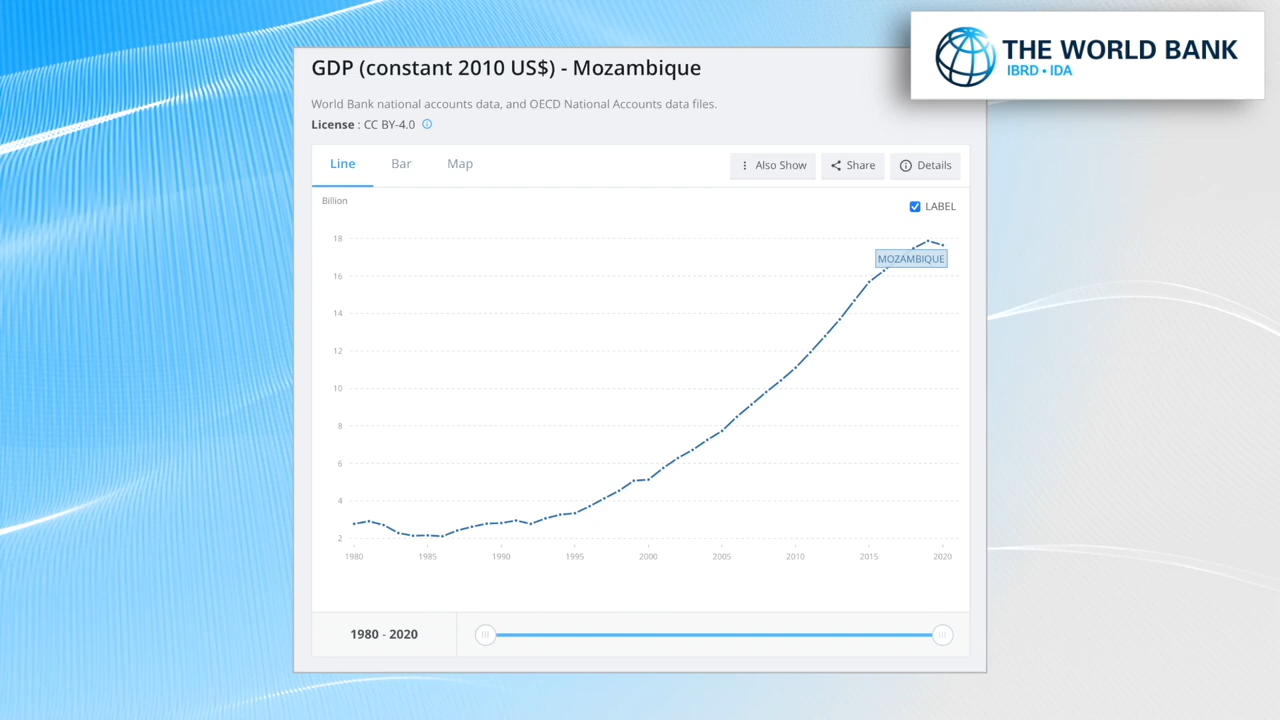 THE WORLD BANK
IBRD • IDA
GDP (constant 2010 US$) - Mozambique
World Bank national accounts data, and OECD National Accounts data files.
License : CC BY-4.0
Line Bar Map Also Show Share Details
Billion
LABEL
18
MOZAMBIQUE
16
14
12
10
8
6
4
2
1980 1985 1990 1995 2000 2005 2010 2015 2020
1980 - 2020